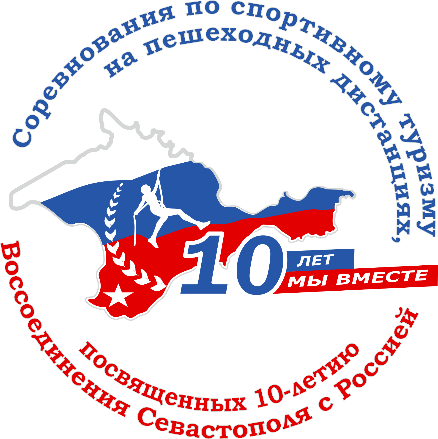 Соревнования по спортивному туризму
на пешеходных дистанциях,
10 ЛЕТ
МЫ ВМЕСТЕ
посвященных 10-летию
Воссоединения Севастополя с Россией